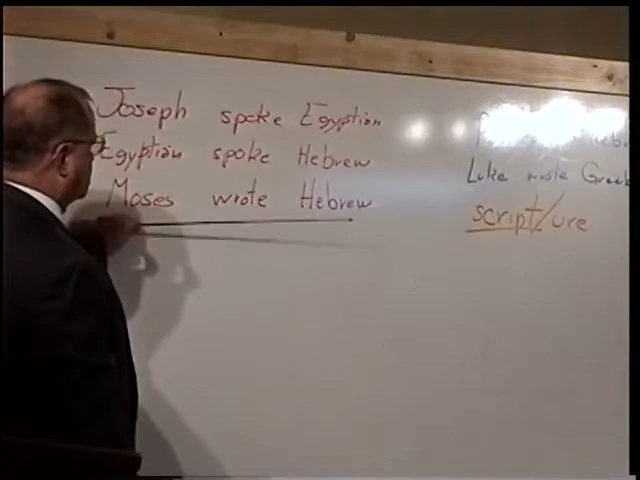 Joseph spoke Egyptian
Egyptian spoke Hebrew
Moses wrote Hebrew
Luke wrote Greek
script/ure